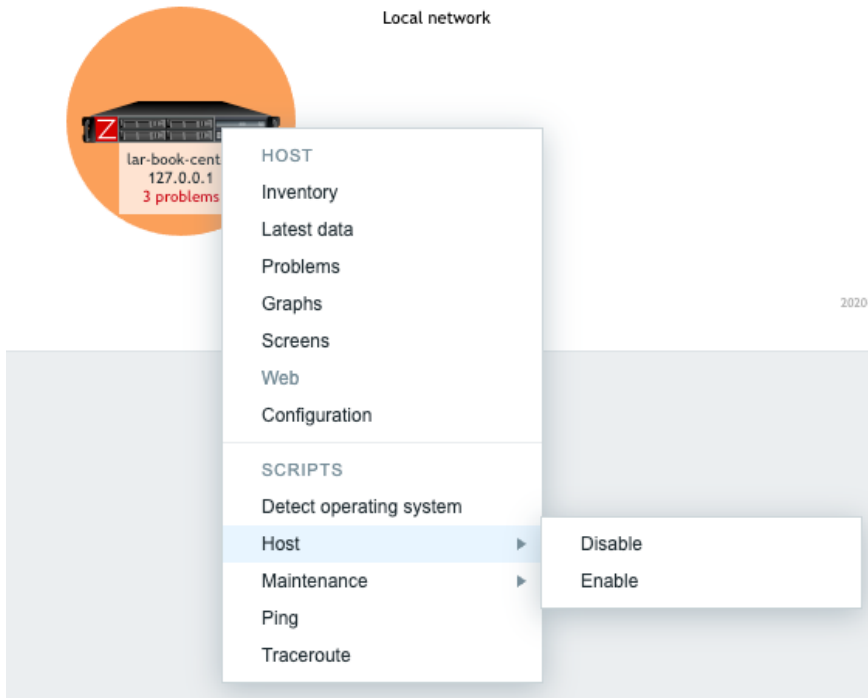 Local network
Z
lar-book-cent
127.0.0.1
3 problems
HOST
Inventory
Latest data
Problems
Graphs
Screens
Web
Configuration
2020
SCRIPTS
Detect operating system
Host
Disable
Maintenance
Enable
Ping
Traceroute